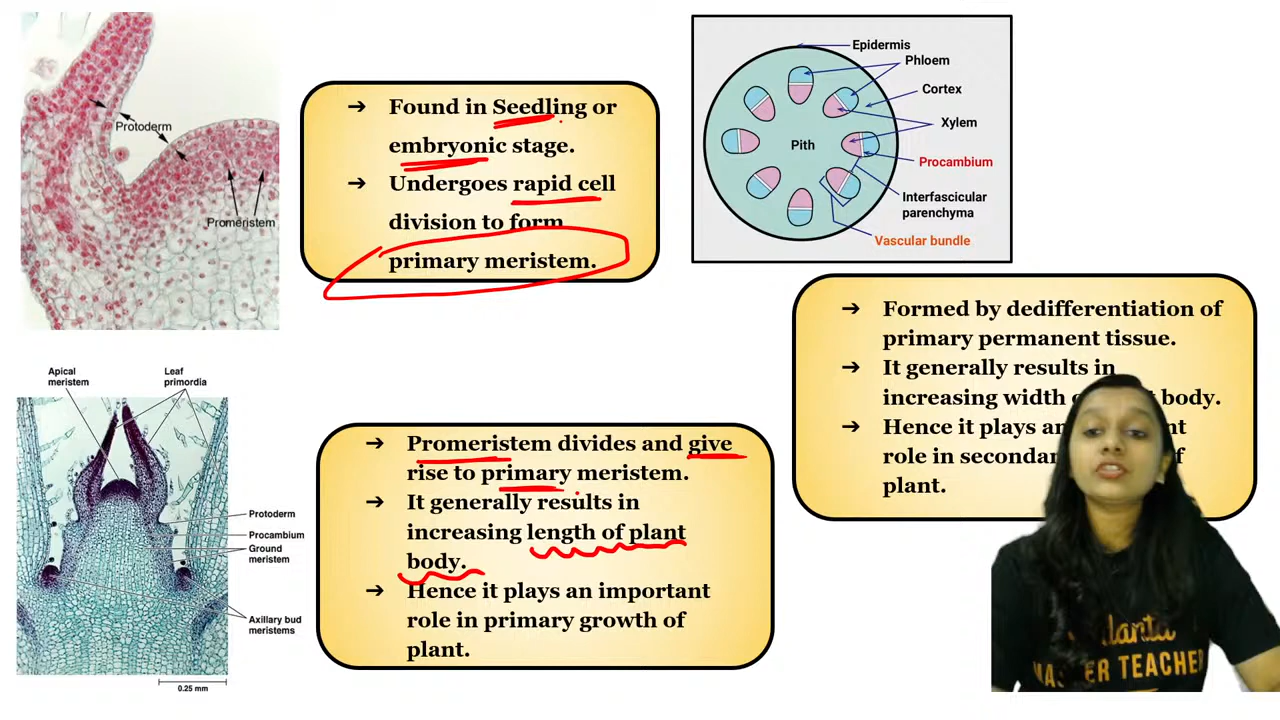 Protoderm
Promeristem
➔ Found in Seedling or
embryonic stage.
➔ Undergoes rapid cell
division to form
primary meristem.
Epidermis
Phloem
Cortex
Xylem
Pith
Procambium
Interfascicular
parenchyma
Vascular bundle
➔ Formed by dedifferentiation of
primary permanent tissue.
➔ It generally results in
increasing width body.
➔ Hence it plays
role in
plant.
Apical
meristem
Leaf
primordia
Protoderm
Procambium
Ground
meristem
Axillary bud
meristems
0.25 mm
➔ Promeristem divides and give
rise to primary meristem.
➔ It generally results in
increasing length of plant
body.
➔ Hence it plays an important
role in primary growth of
plant.
TEACHER